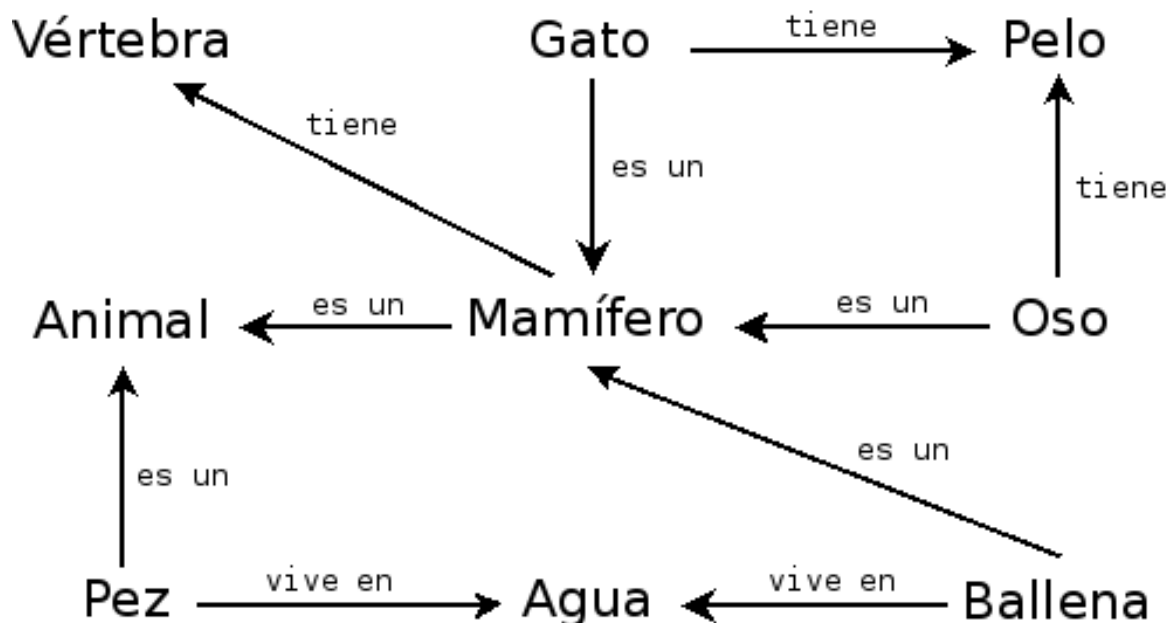 Vértebra
Gato
tiene
Pelo
tiene
es un
tiene
Animal
es un
Mamífero
es un
Oso
es un
es un
Pez
vive en
Agua
vive en
Ballena